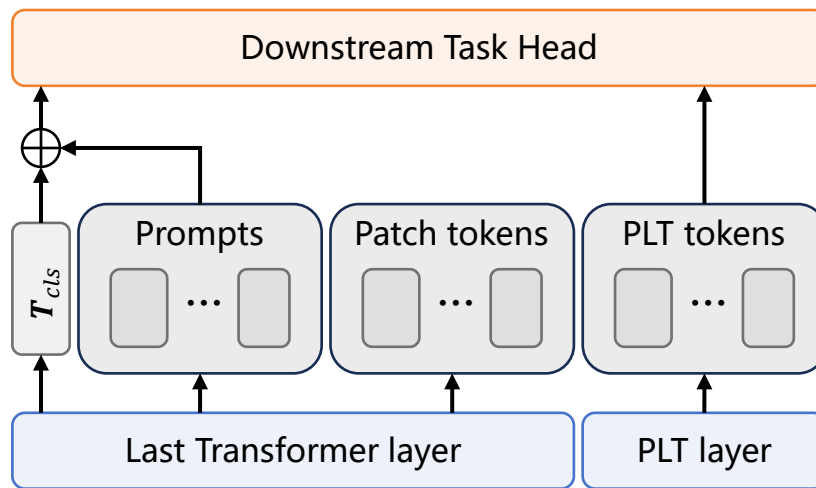 Downstream Task Head
Prompts
Patch tokens
PLT tokens
T_cls
...
...
...
Last Transformer layer
PLT layer